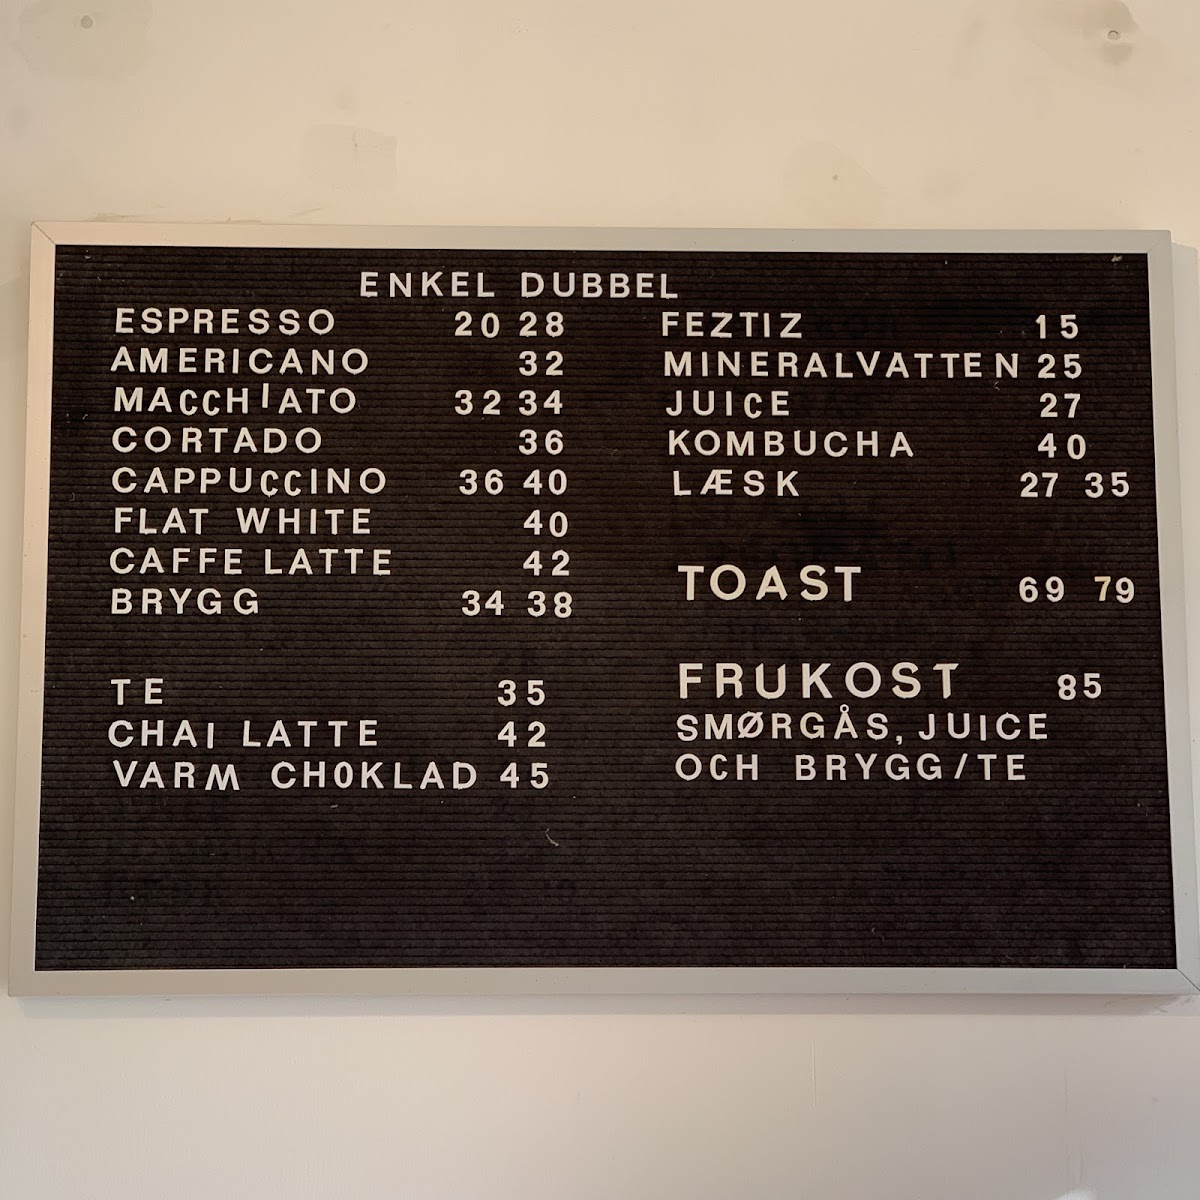 ENKEL DUBBEL
ESPRESSO 20 28
AMERICANO 32
MACCHIATO 32 34
CORTADO 36
CAPPUCCINO 36 40
FLAT WHITE 40
CAFFE LATTE 42
BRYGG 34 38
TE 35
CHAI LATTE 42
VARM CHOKLAD 45
FEZTIZ 15
MINERALVATTEN 25
JUICE 27
KOMBUCHA 40
LÆSK 27 35
TOAST 69 79
FRUKOST 85
SMØRGÅS, JUICE
OCH BRYGG/TE